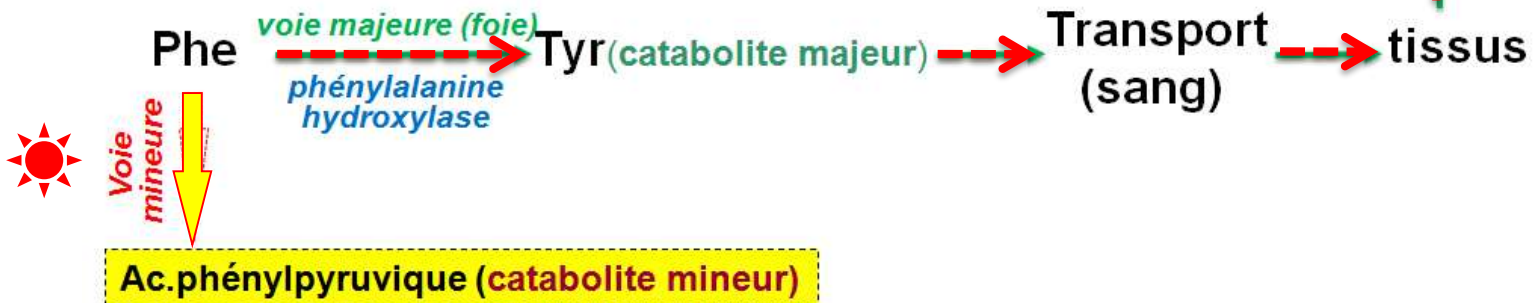 Phe voie majeure (foie) Tyr(catabolite majeur) Transport tissus
phénylalanine (sang)
hydroxylase
Voie
mineure
Ac.phénylpyruvique (catabolite mineur)